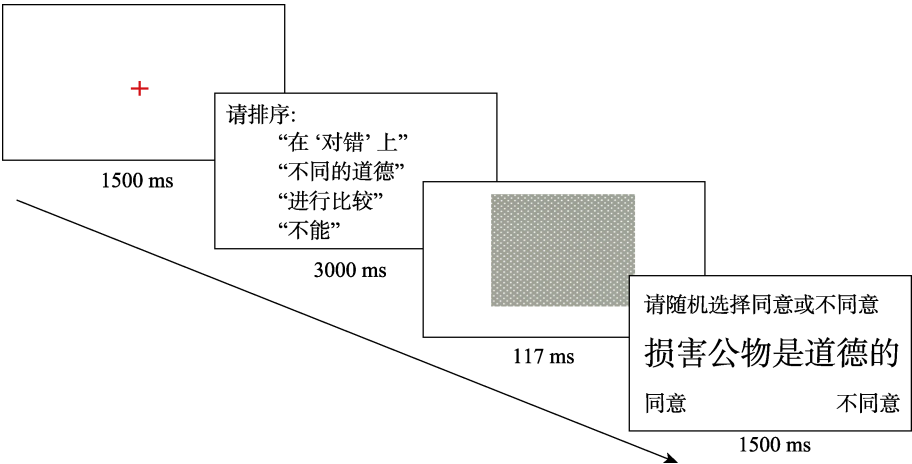 1500 ms
请排序:
“在 ‘对错’ 上”
“不同的道德”
“进行比较”
“不能”
3000 ms
117 ms
请随机选择同意或不同意
损害公物是道德的
同意 不同意
1500 ms